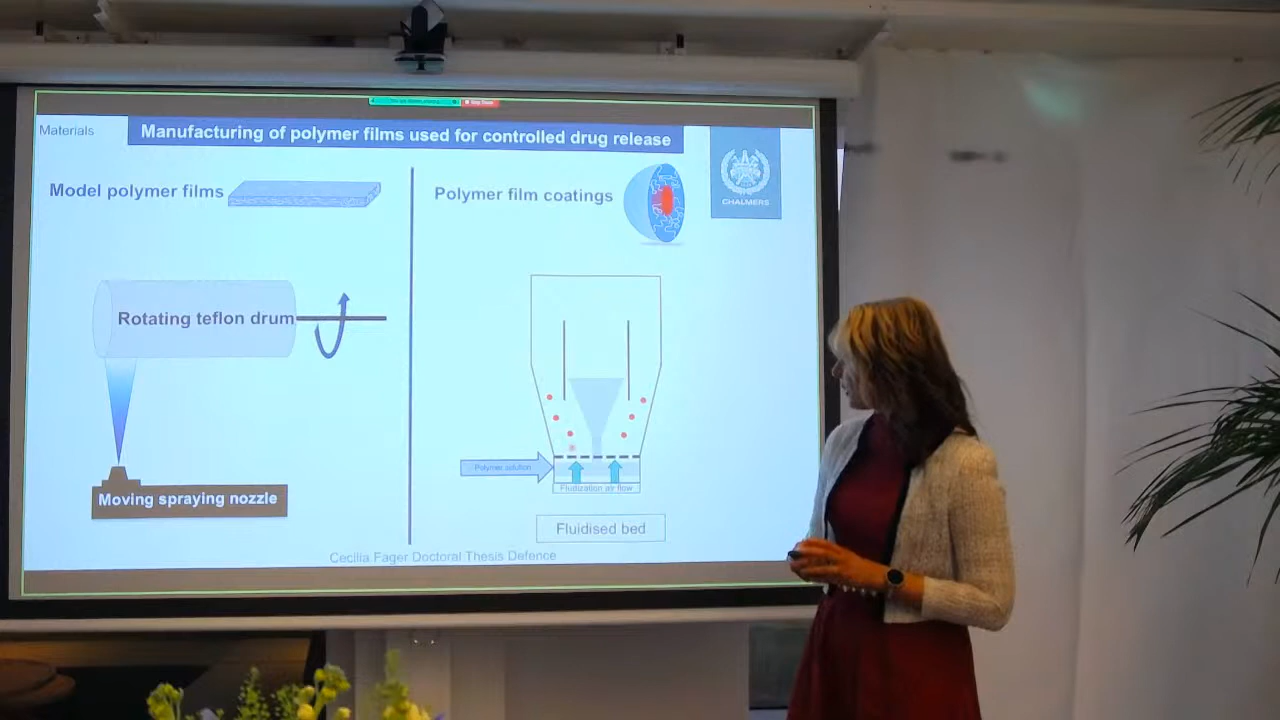 Materials
Manufacturing of polymer films used for controlled drug release
CHALMERS
Model polymer films
Polymer film coatings
Rotating teflon drum
Moving spraying nozzle
Polymer solution
Fludization air flow
Fluidised bed
Cecilia Fager Doctoral Thesis Defence